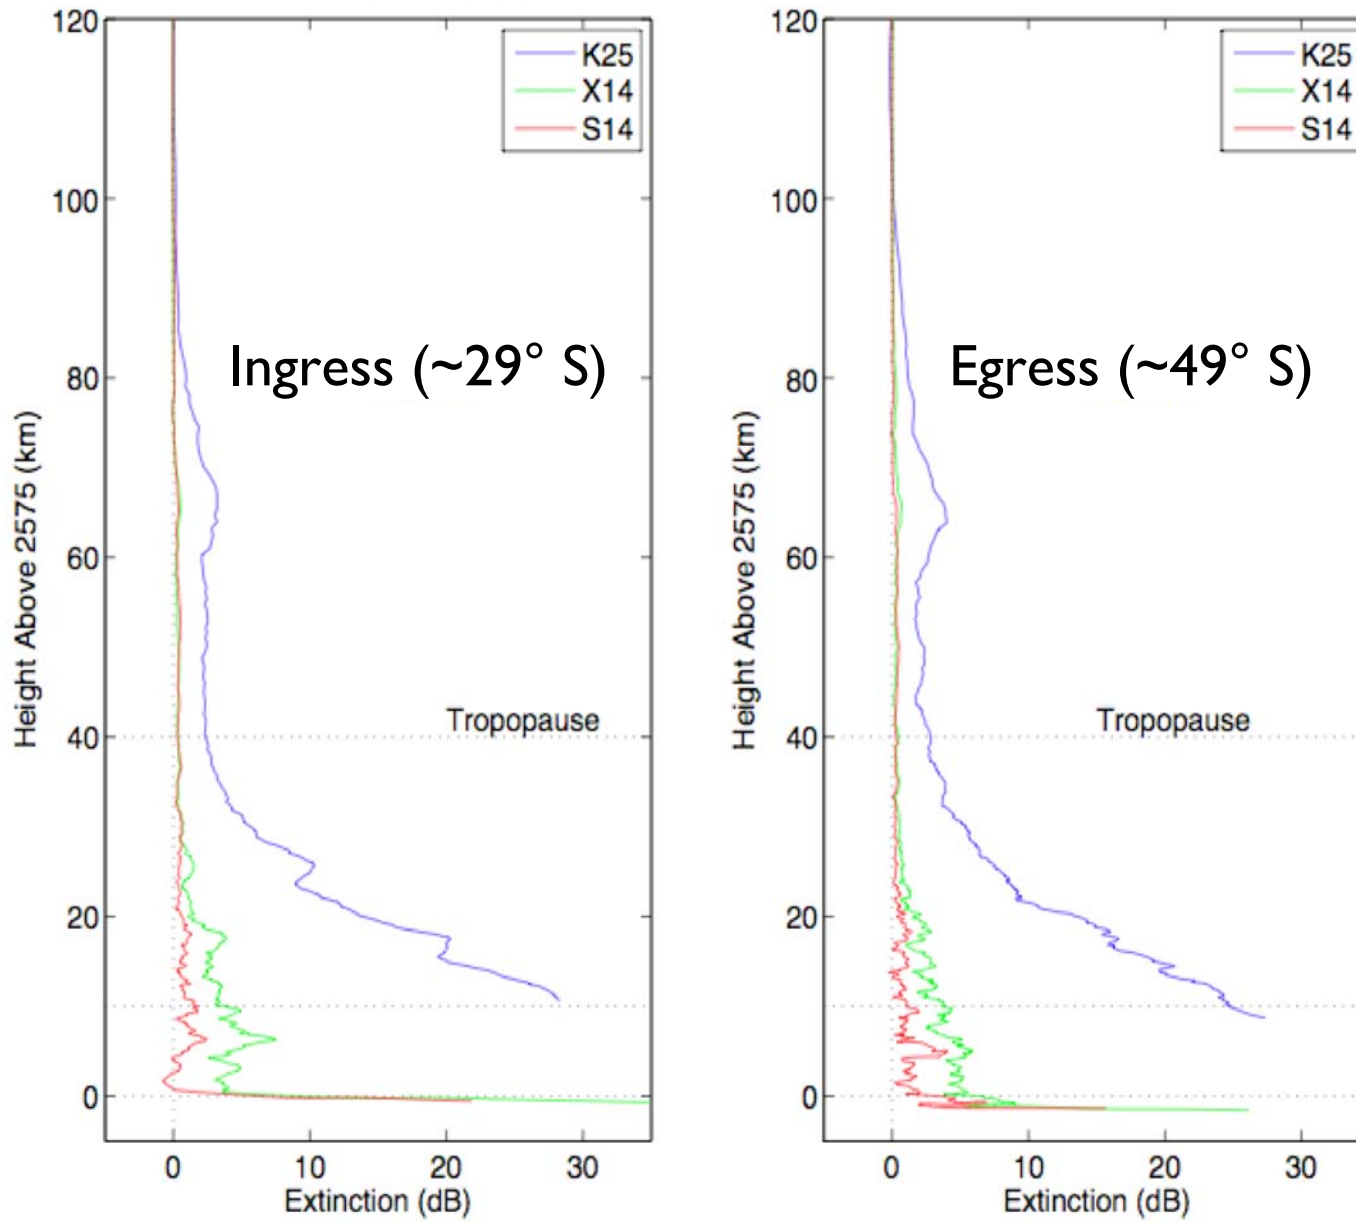 120
100
80
60
40
20
0
Height Above 2575 (km)
K25
X14
S14
Ingress (~29° S)
Tropopause
0
10
20
30
Extinction (dB)
120
100
80
60
40
20
0
Height Above 2575 (km)
K25
X14
S14
Egress (~49° S)
Tropopause
0
10
20
30
Extinction (dB)